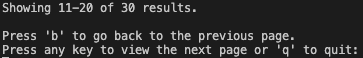 Showing 11-20 of 30 results.
Press 'b' to go back to the previous page.
Press any key to view the next page or 'q' to quit: